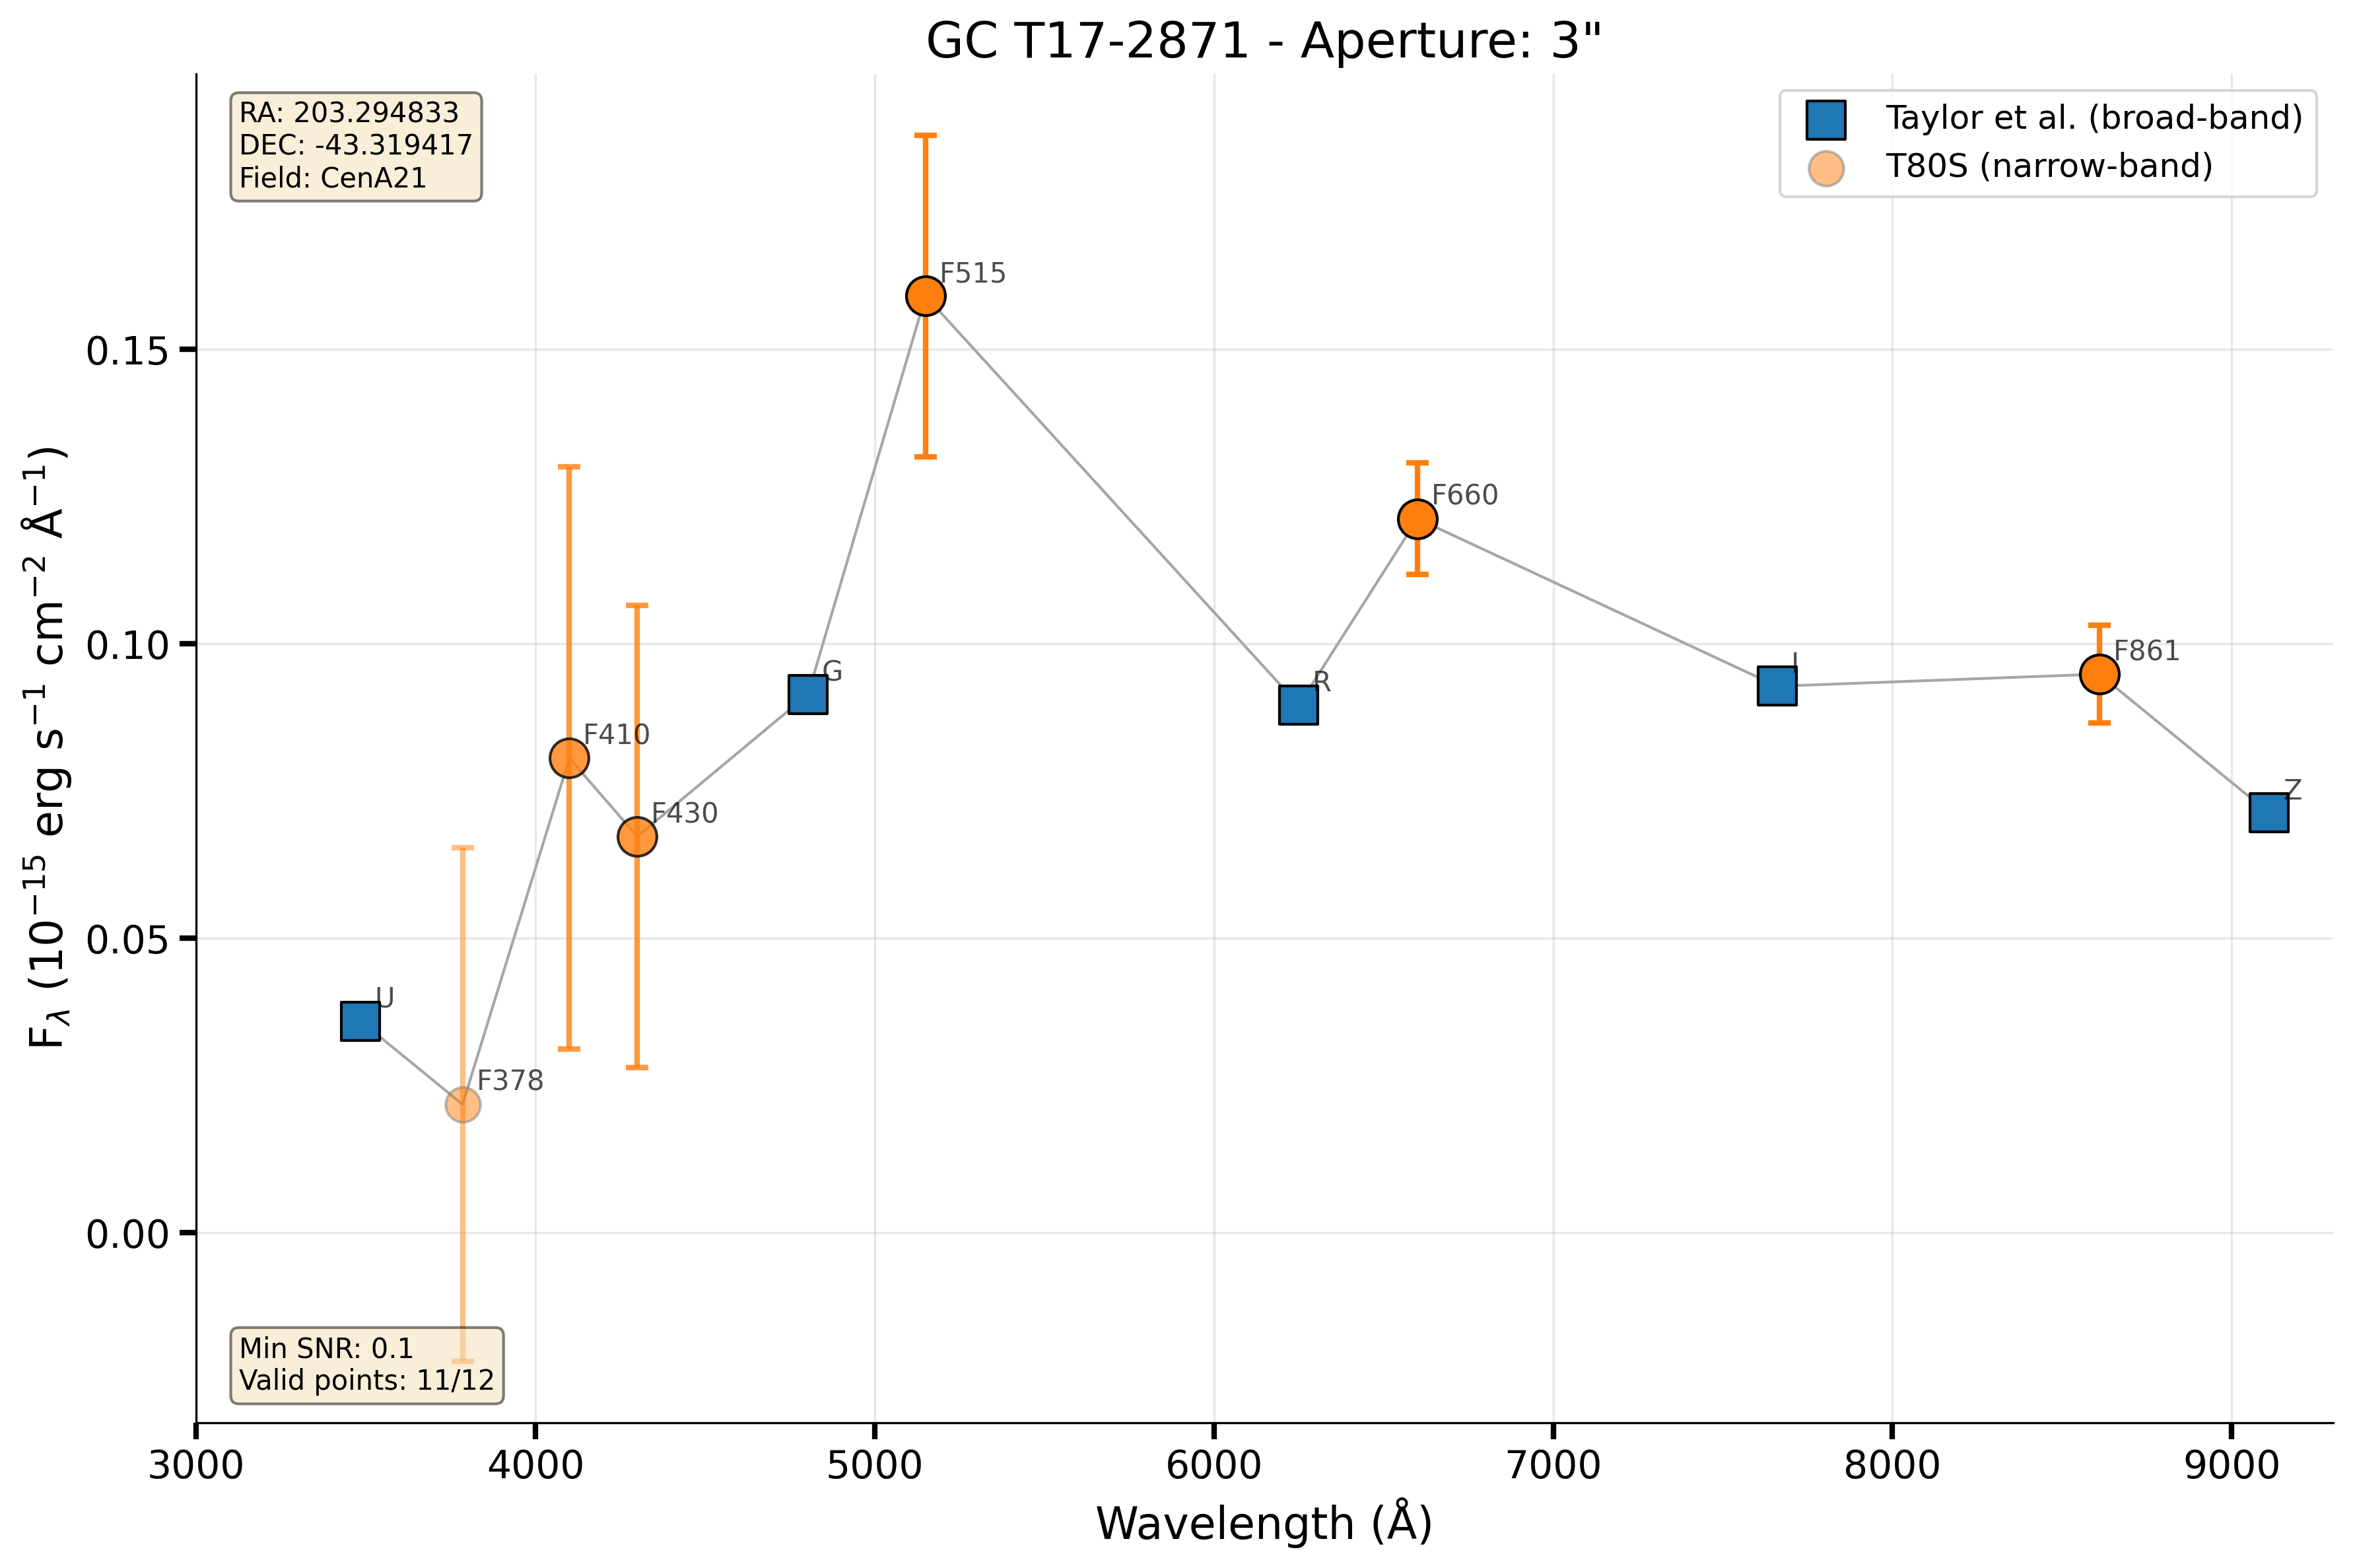 GC T17-2871 - Aperture: 3"
RA: 203.294833
DEC: -43.319417
Field: CenA21
Taylor et al. (broad-band)
T80S (narrow-band)
F515
0.15
F660
F861
0.10
G
R
I
F410
F430
Z
F_λ (10⁻¹⁵ erg s⁻¹ cm⁻² Å⁻¹)
0.05
U
F378
0.00
Min SNR: 0.1
Valid points: 11/12
3000 4000 5000 6000 7000 8000 9000
Wavelength (Å)